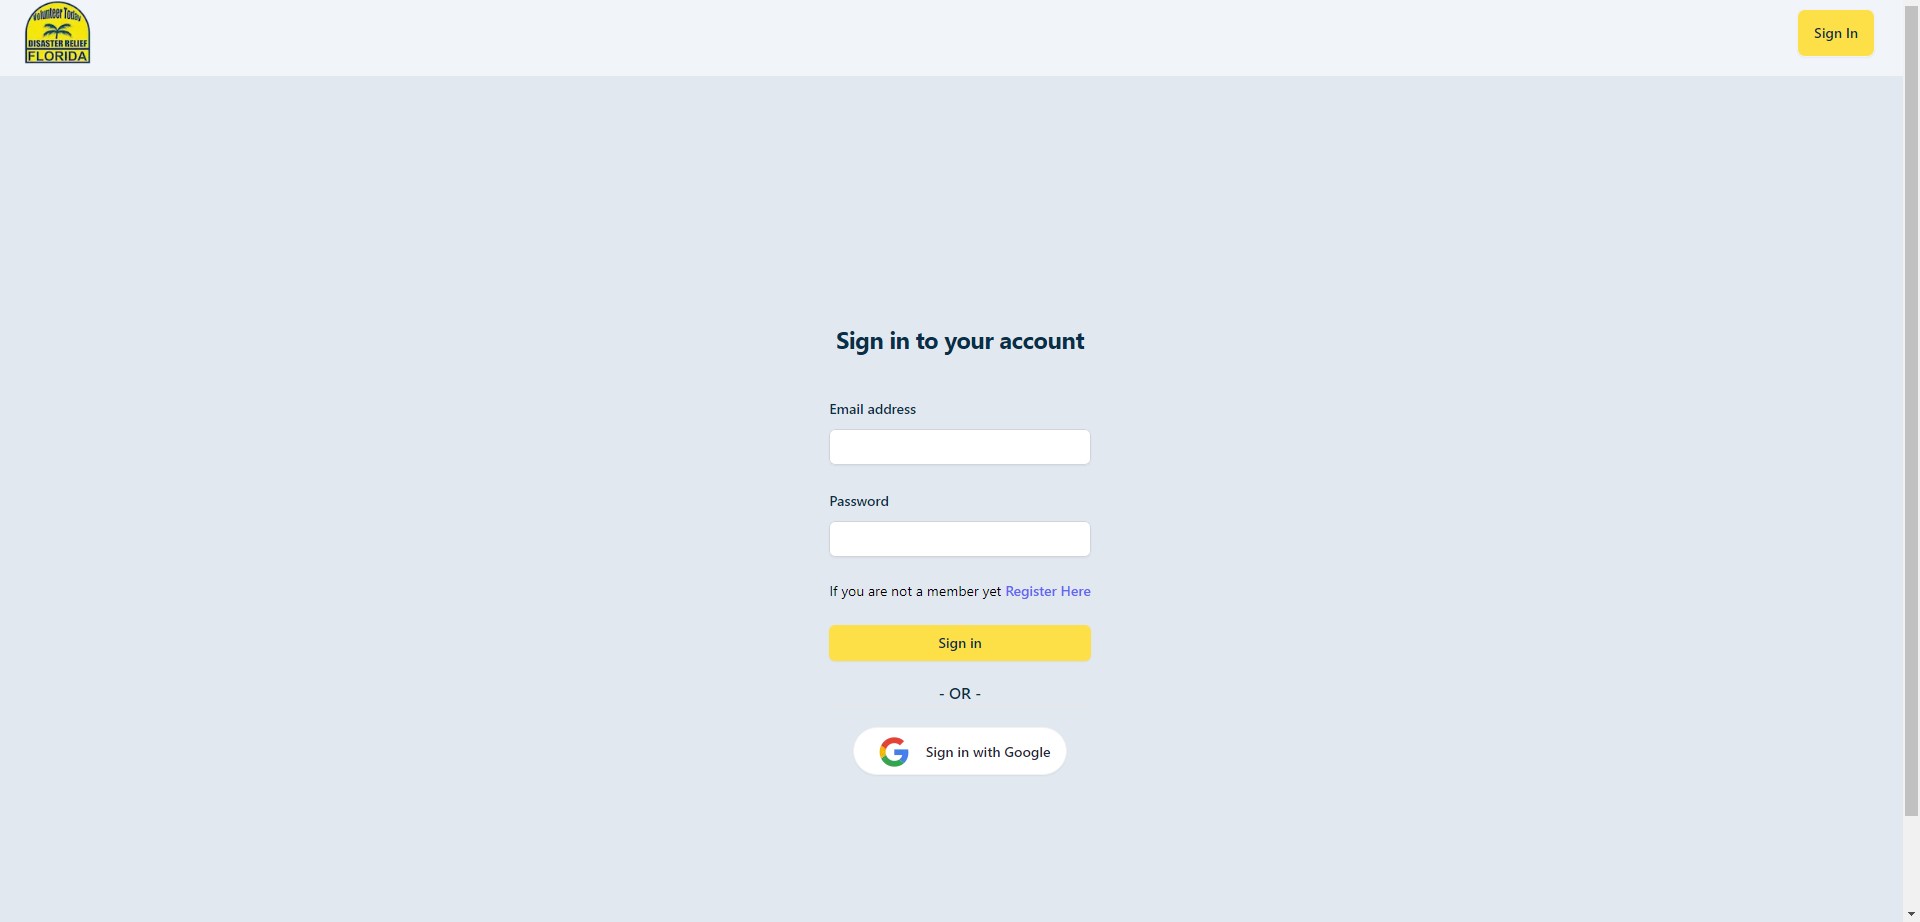 Volunteer Today
DISASTER RELIEF
FLORIDA
Sign In
Sign in to your account
Email address
Password
If you are not a member yet Register Here
Sign in
- OR -
Sign in with Google